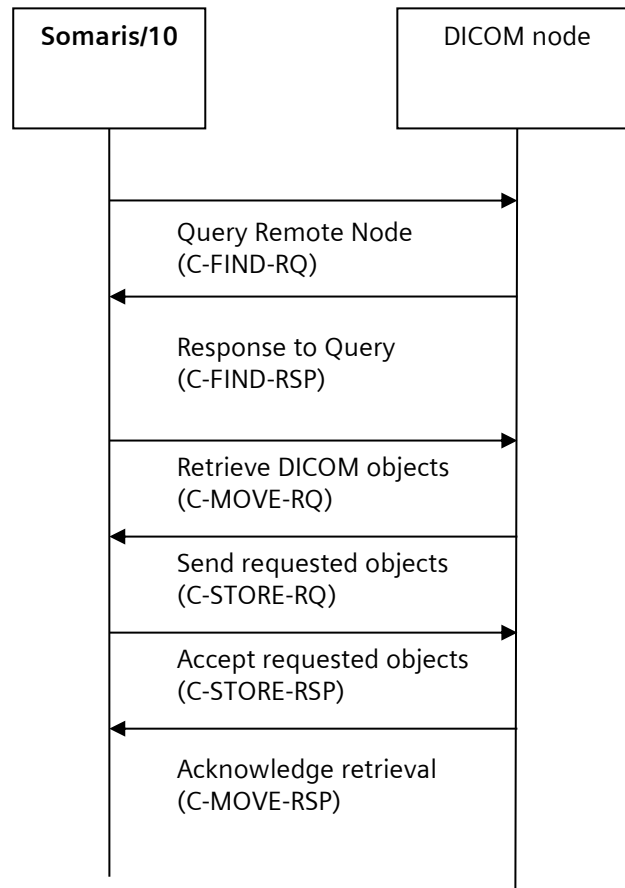 Somaris/10
DICOM node
Query Remote Node
(C-FIND-RQ)
Response to Query
(C-FIND-RSP)
Retrieve DICOM objects
(C-MOVE-RQ)
Send requested objects
(C-STORE-RQ)
Accept requested objects
(C-STORE-RSP)
Acknowledge retrieval
(C-MOVE-RSP)